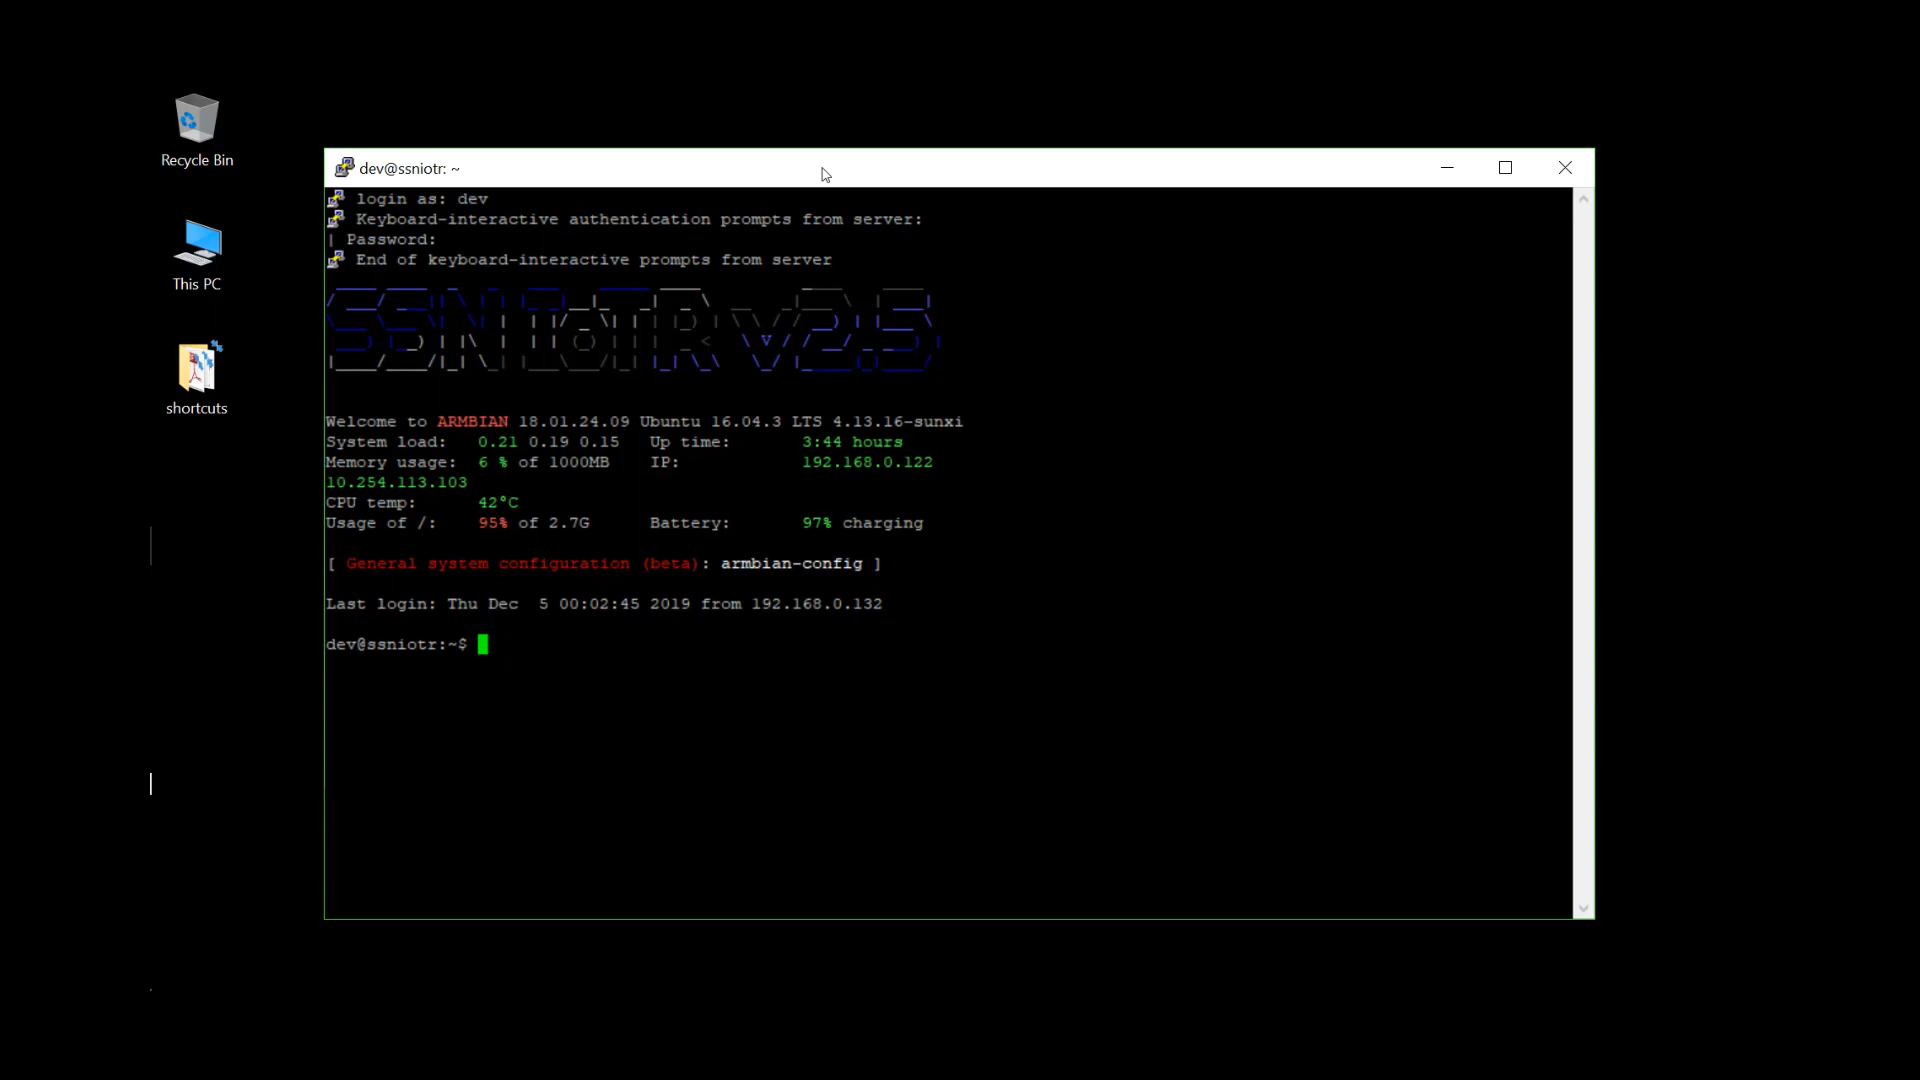 Recycle Bin
This PC
shortcuts
dev@ssniotr: ~
login as: dev
Keyboard-interactive authentication prompts from server:
| Password:
End of keyboard-interactive prompts from server
SSNIoTR v2.5
Welcome to ARMBIAN 18.01.24.09 Ubuntu 16.04.3 LTS 4.13.16-sunxi
System load:   0.21 0.19 0.15   Up time:       3:44 hours
Memory usage:  6 % of 1000MB    IP:            192.168.0.122
10.254.113.103
CPU temp:      42°C
Usage of /:    95% of 2.7G      Battery:       97% charging
[ General system configuration (beta): armbian-config ]
Last login: Thu Dec  5 00:02:45 2019 from 192.168.0.132
dev@ssniotr:~$